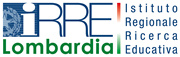 iRRE
Lombardia
Istituto
Regionale
Ricerca
Educativa